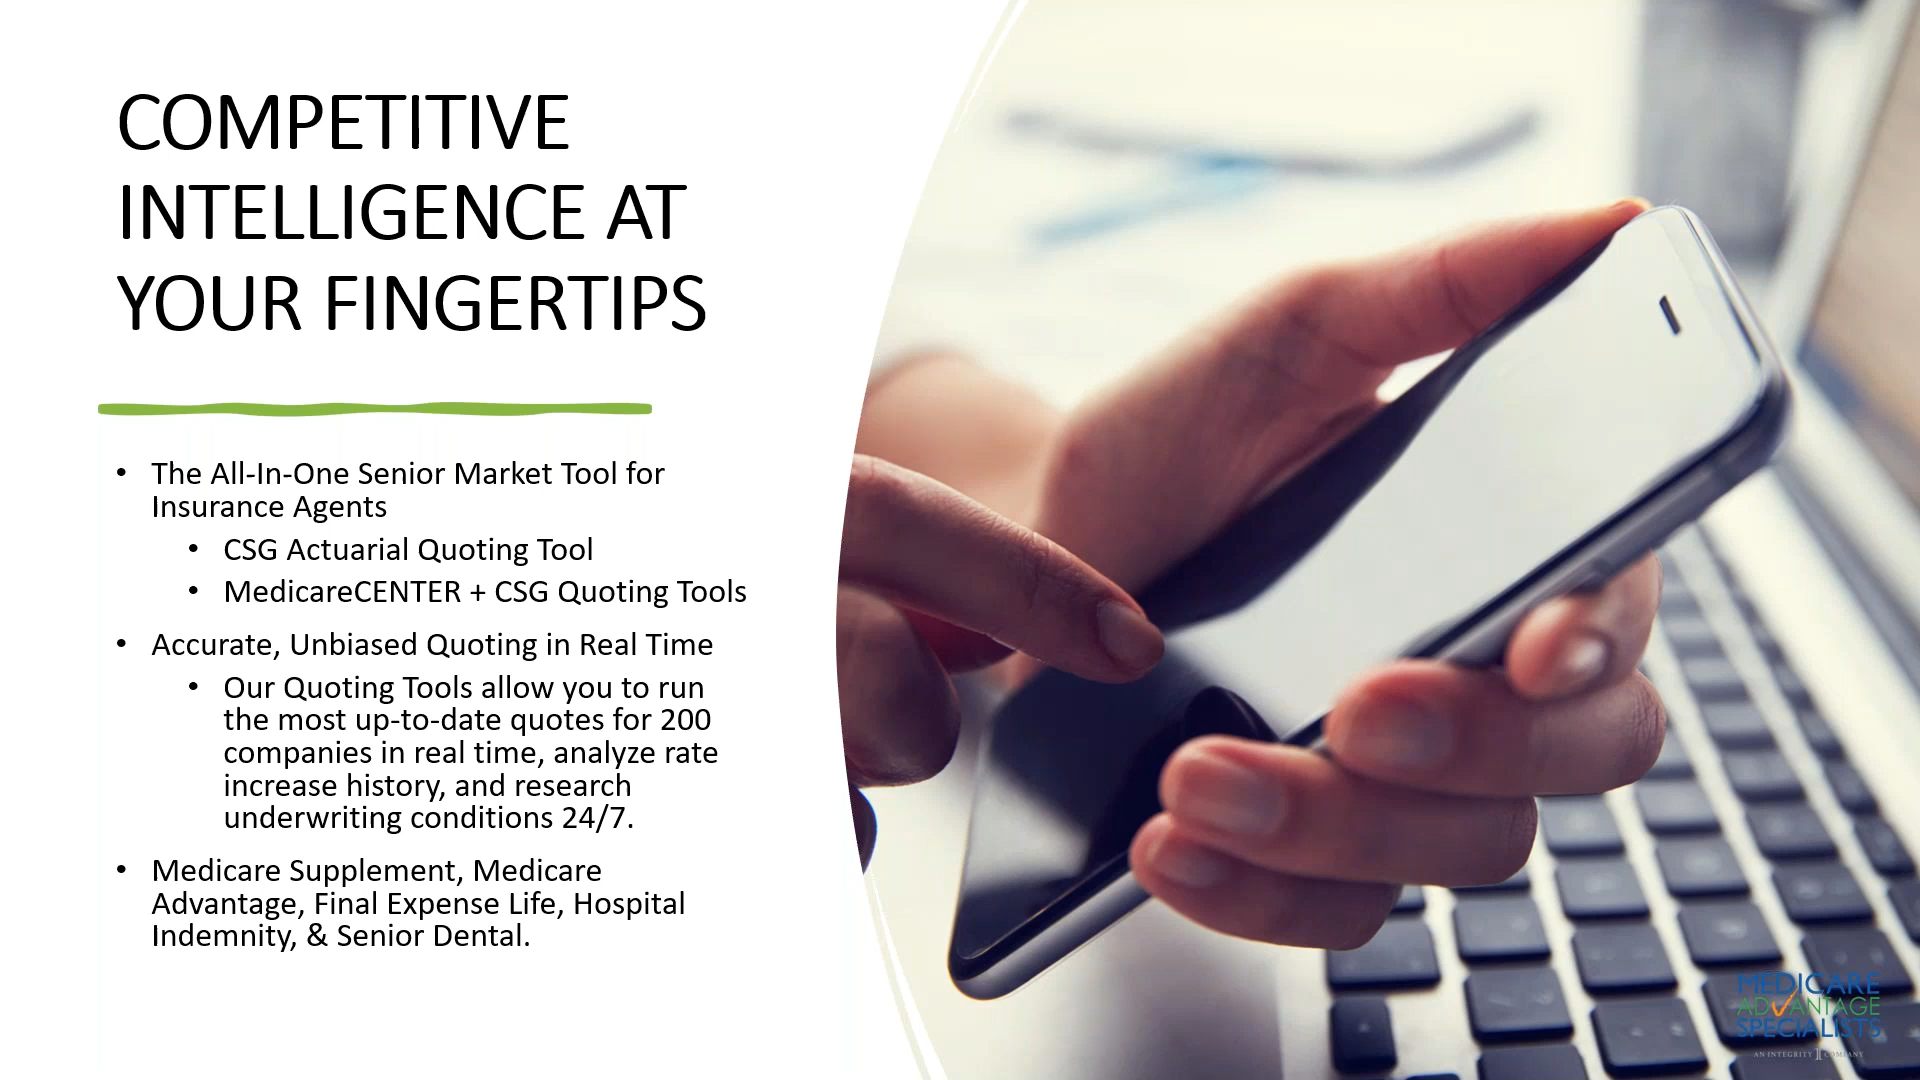 COMPETITIVE
INTELLIGENCE AT
YOUR FINGERTIPS
• The All-In-One Senior Market Tool for
Insurance Agents
• CSG Actuarial Quoting Tool
• MedicareCENTER + CSG Quoting Tools
• Accurate, Unbiased Quoting in Real Time
• Our Quoting Tools allow you to run
the most up-to-date quotes for 200
companies in real time, analyze rate
increase history, and research
underwriting conditions 24/7.
• Medicare Supplement, Medicare
Advantage, Final Expense Life, Hospital
Indemnity, & Senior Dental.
MEDICARE
ADVANTAGE
SPECIALISTS
AN INTEGRITY COMPANY